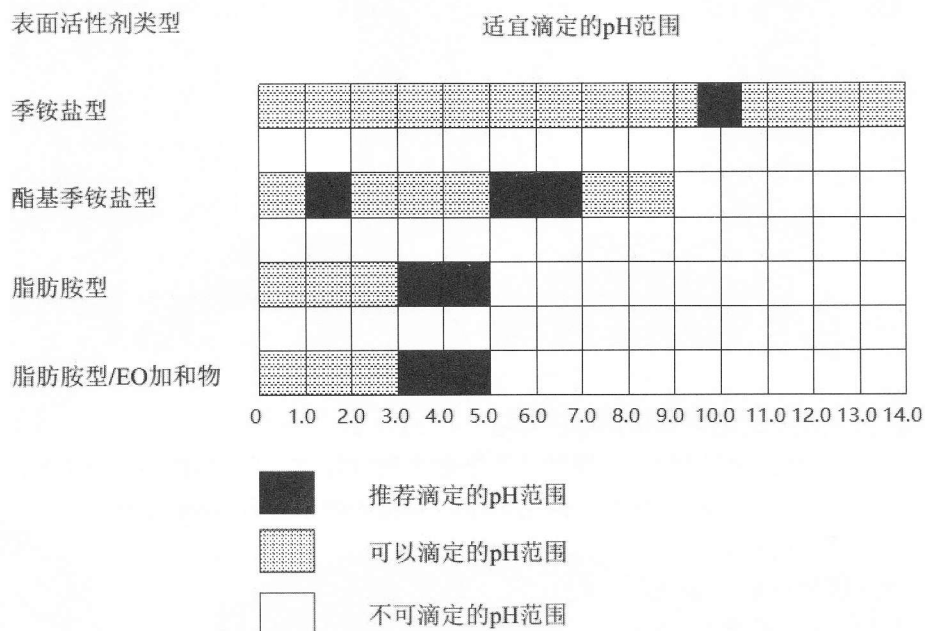 表面活性剂类型 适宜滴定的pH范围
季铵盐型
酯基季铵盐型
脂肪胺型
脂肪胺型/EO加和物
0 1.0 2.0 3.0 4.0 5.0 6.0 7.0 8.0 9.0 10.0 11.0 12.0 13.0 14.0
推荐滴定的pH范围
可以滴定的pH范围
不可滴定的pH范围